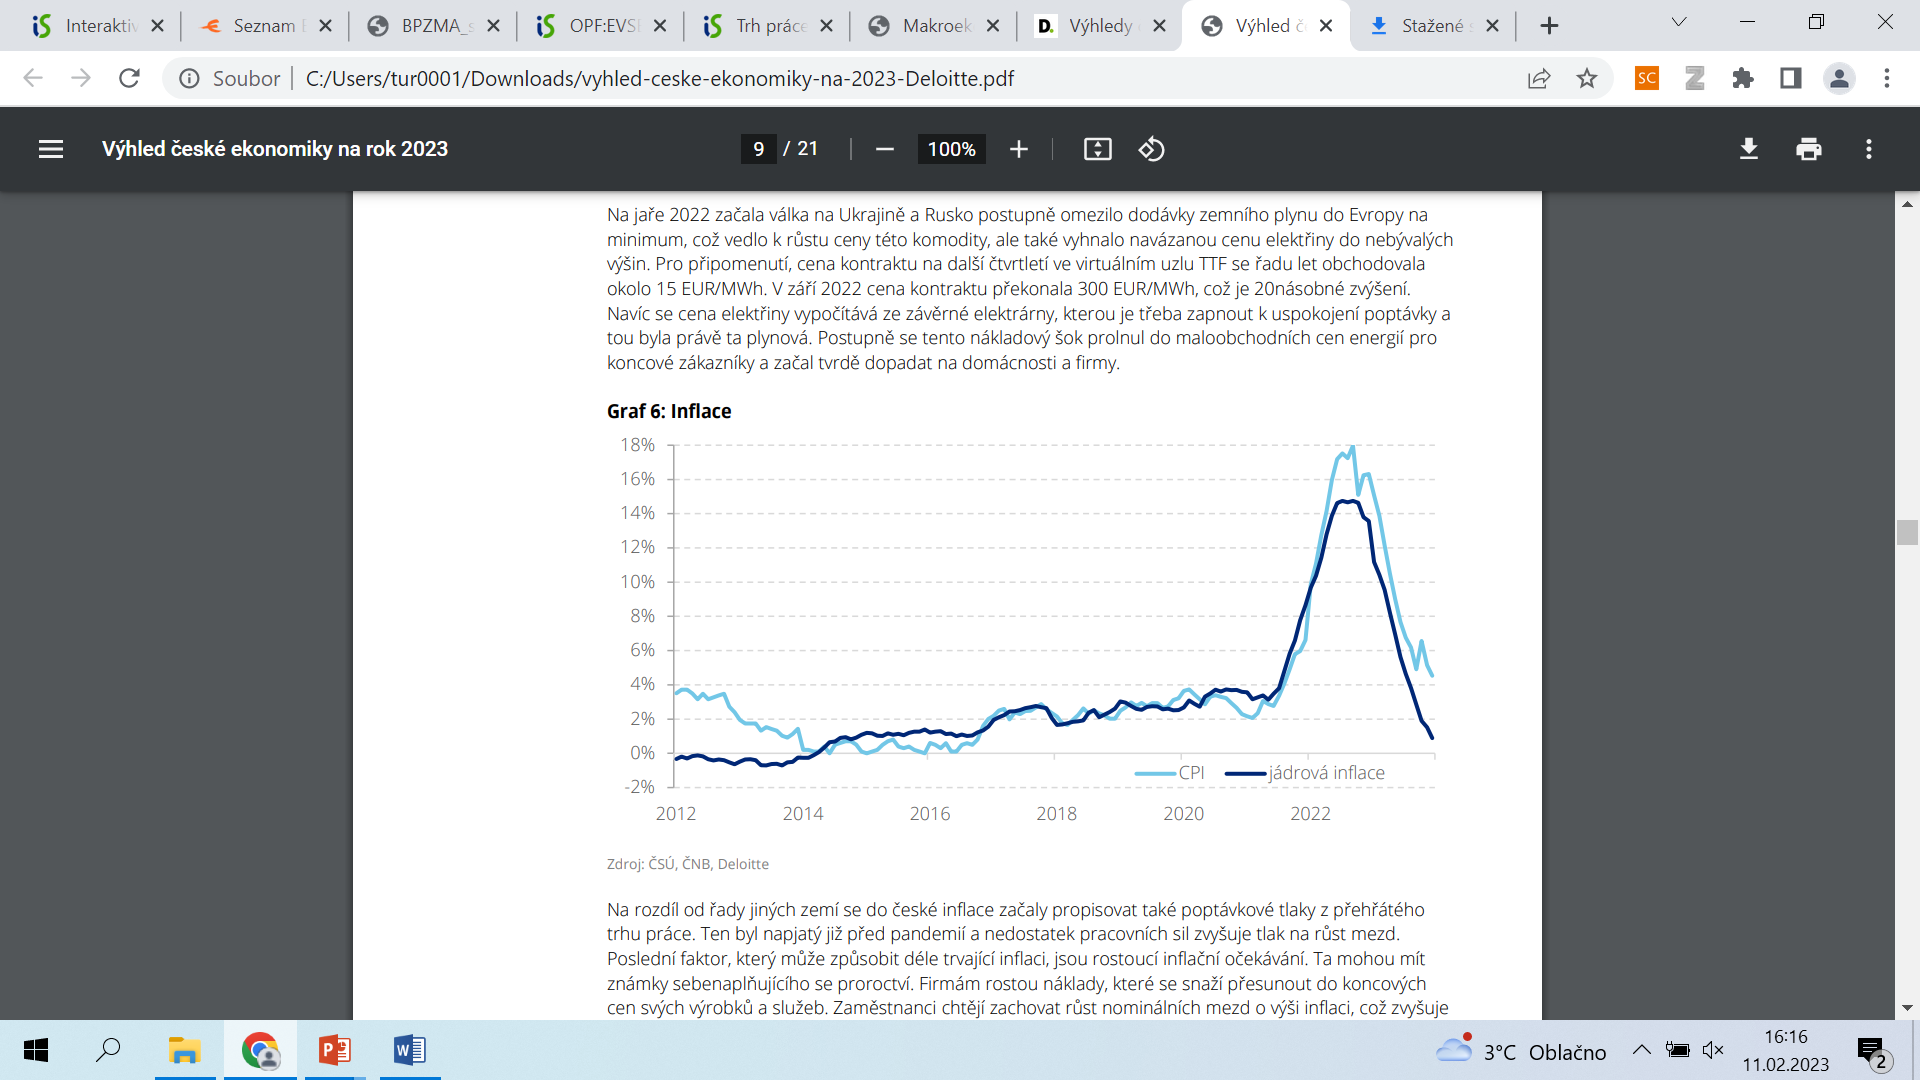 Interaktiv
Seznam
BPZMA_s
OPF:EVS
Trh práce
Makroek
Výhledy
Výhled č
Stažené s
Soubor
C:/Users/tur0001/Downloads/vyhled-ceske-ekonomiky-na-2023-Deloitte.pdf
SC
Výhled české ekonomiky na rok 2023
9 / 21
100%
Na jaře 2022 začala válka na Ukrajině a Rusko postupně omezilo dodávky zemního plynu do Evropy na
minimum, což vedlo k růstu ceny této komodity, ale také vyhnalo navázanou cenu elektřiny do nebývalých
výšin. Pro připomenutí, cena kontraktu na další čtvrtletí ve virtuálním uzlu TTF se řadu let obchodovala
okolo 15 EUR/MWh. V září 2022 cena kontraktu překonala 300 EUR/MWh, což je 20násobné zvýšení.
Navíc se cena elektřiny vypočítává ze závěrné elektrárny, kterou je třeba zapnout k uspokojení poptávky a
tou byla právě ta plynová. Postupně se tento nákladový šok prolnul do maloobchodních cen energií pro
koncové zákazníky a začal tvrdě dopadat na domácnosti a firmy.
Graf 6: Inflace
18%
16%
14%
12%
10%
8%
6%
4%
2%
0%
-2%
CPI
jádrová inflace
2012
2014
2016
2018
2020
2022
Zdroj: ČSÚ, ČNB, Deloitte
Na rozdíl od řady jiných zemí se do české inflace začaly propisovat také poptávkové tlaky z přehřátého
trhu práce. Ten byl napjatý již před pandemií a nedostatek pracovních sil zvyšuje tlak na růst mezd.
Poslední faktor, který může způsobit déle trvající inflaci, jsou rostoucí inflační očekávání. Ta mohou mít
známky sebenaplňujícího se proroctví. Firmám rostou náklady, které se snaží přesunout do koncových
cen svých výrobků a služeb. Zaměstnanci chtějí zachovat růst nominálních mezd o výši inflaci, což zvyšuje
3°C Oblačno
16:16
11.02.2023
2